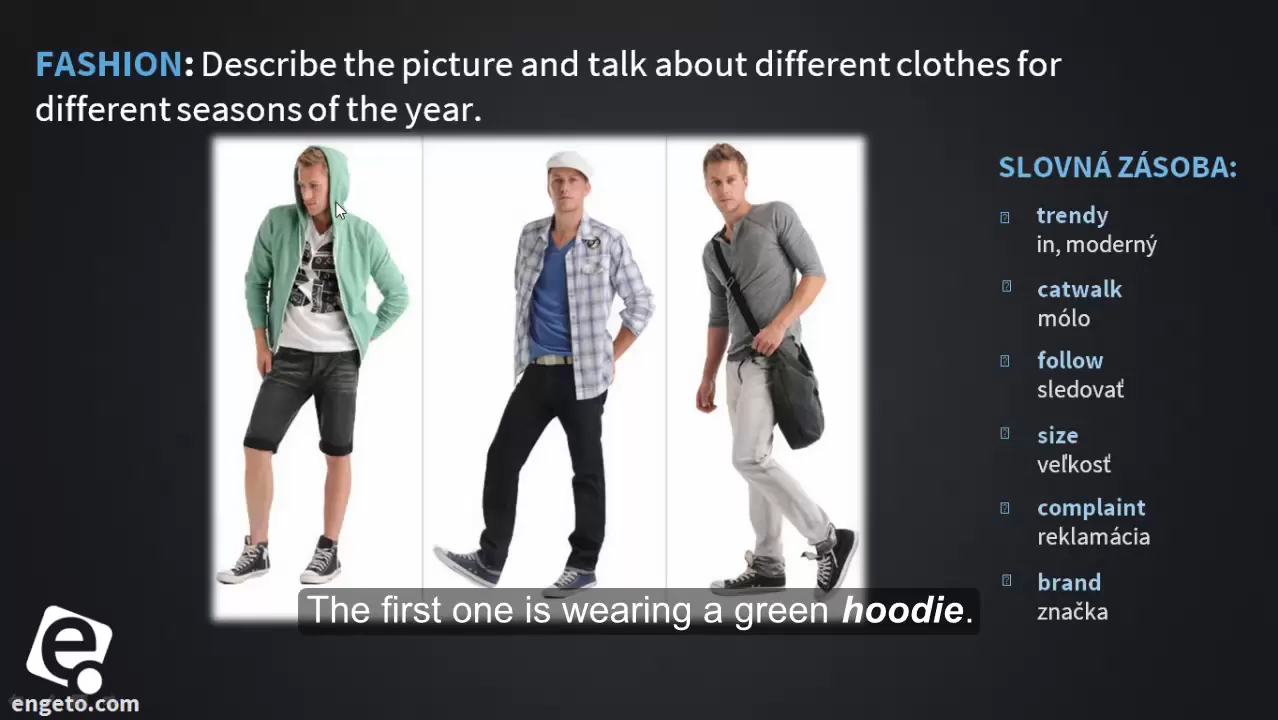 FASHION: Describe the picture and talk about different clothes for
different seasons of the year.
SLOVNÁ ZÁSOBA:
trendy
in, moderný
catwalk
mólo
follow
sledovať
size
veľkosť
complaint
reklamácia
brand
značka
The first one is wearing a green hoodie.
e
engeto.com